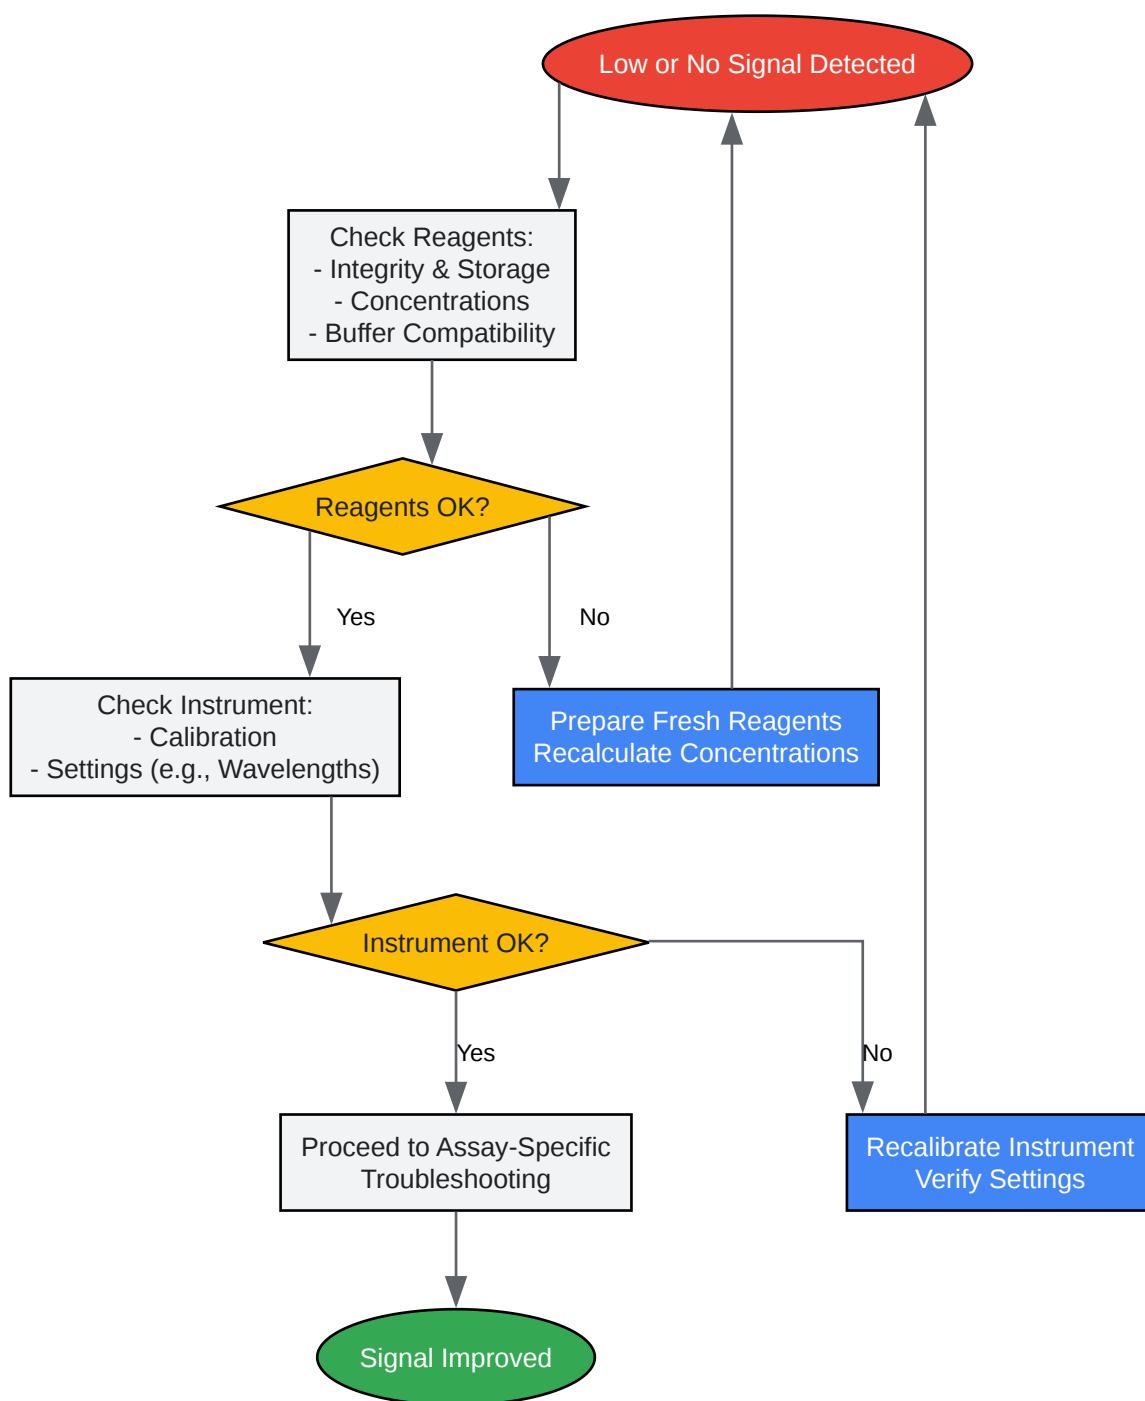 Low or No Signal Detected
Check Reagents:
- Integrity & Storage
- Concentrations
- Buffer Compatibility
Reagents OK?
Yes
No
Check Instrument:
- Calibration
- Settings (e.g., Wavelengths)
Prepare Fresh Reagents
Recalculate Concentrations
Instrument OK?
Yes
No
Proceed to Assay-Specific
Troubleshooting
Recalibrate Instrument
Verify Settings
Signal Improved